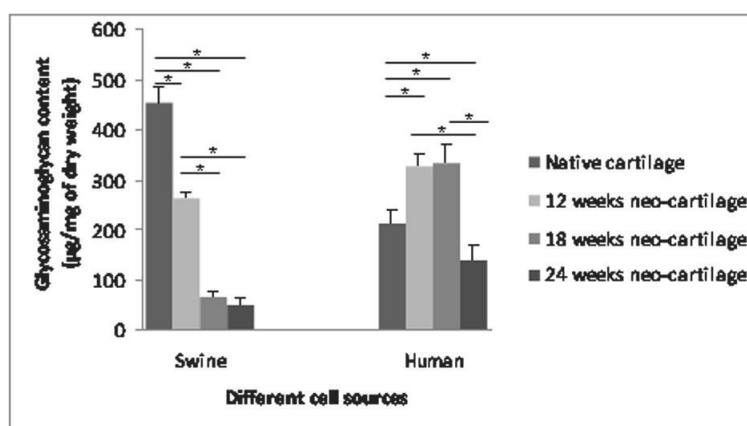 Glycosaminoglycan content
(µg/mg of dry weight)
600
500
400
300
200
100
0
* * * * *
* * * * *
Swine
Human
Different cell sources
Native cartilage
12 weeks neo-cartilage
18 weeks neo-cartilage
24 weeks neo-cartilage